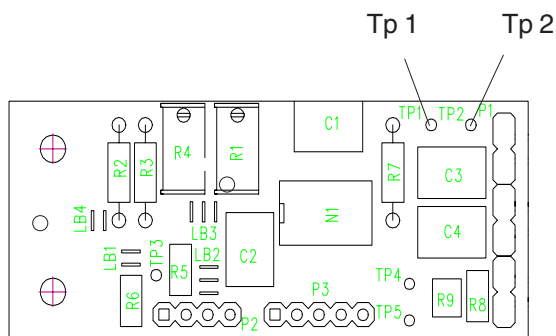 Tp 1 Tp 2
TP1 TP2 P1
C1
R2 R3 R4 R1 R7 C3
N1
LB4 LB3 C4
LB1 TP3 R5 LB2 C2
R6 P3 TP4 R9 R8
P2 TP5